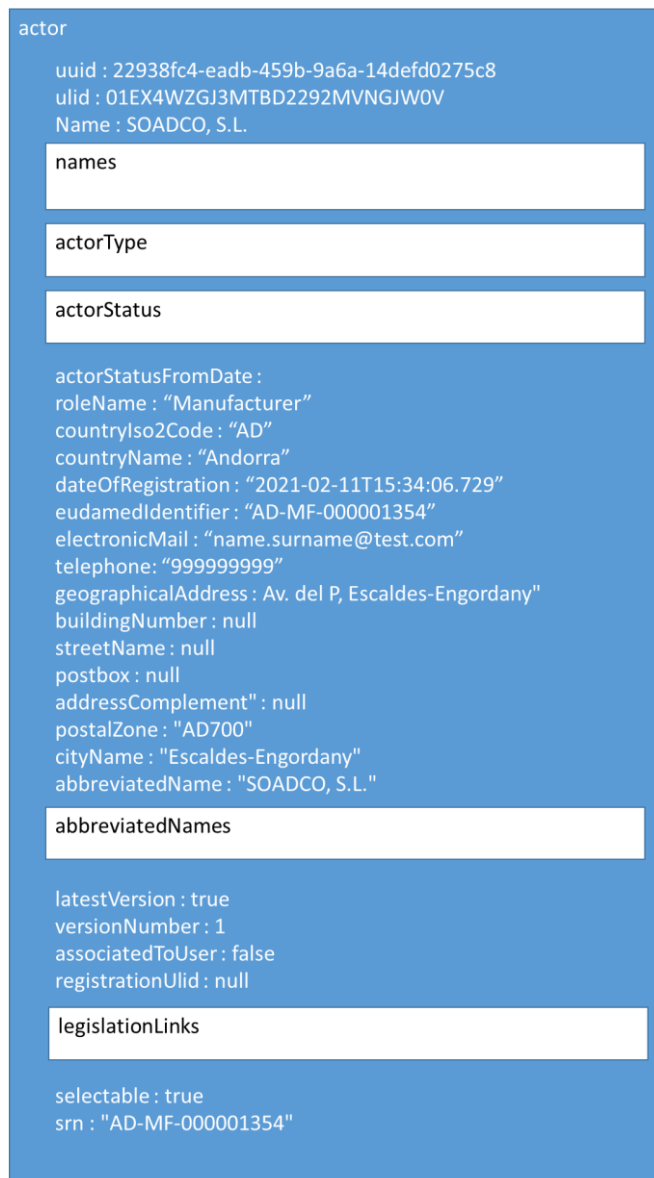 actor
uuid : 22938fc4-eadb-459b-9a6a-14defd0275c8
ulid : 01EX4WZGJ3MTBD2292MVNGJW0V
Name : SOADCO, S.L.
names
actorType
actorStatus
actorStatusFromDate :
roleName : “Manufacturer”
countryIso2Code : “AD”
countryName : “Andorra”
dateOfRegistration : “2021-02-11T15:34:06.729”
eudamedIdentifier : “AD-MF-000001354”
electronicMail : “name.surname@test.com”
telephone: “999999999”
geographicalAddress : Av. del P, Escaldes-Engordany"
buildingNumber : null
streetName : null
postbox : null
addressComplement" : null
postalZone : "AD700"
cityName : "Escaldes-Engordany"
abbreviatedName : "SOADCO, S.L."
abbreviatedNames
latestVersion : true
versionNumber : 1
associatedToUser : false
registrationUlid : null
legislationLinks
selectable : true
srn : "AD-MF-000001354"